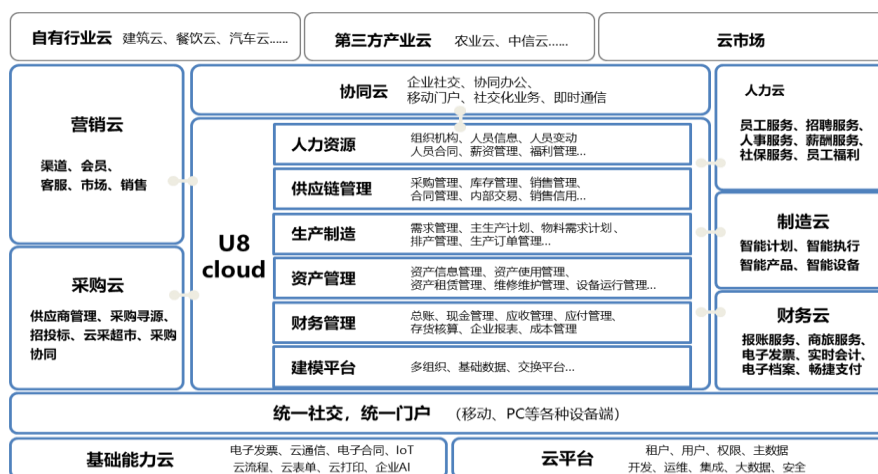 自有行业云 建筑云、餐饮云、汽车云......
第三方产业云 农业云、中信云......
云市场
营销云
渠道、会员、
客服、市场、销售
采购云
供应商管理、采购寻源、
招投标、云采超市、采购
协同
协同云
企业社交、协同办公、
移动门户、社交化业务、即时通信
U8
cloud
人力资源
组织机构、人员信息、人员变动
人员合同、薪资管理、福利管理...
供应链管理
采购管理、库存管理、销售管理、
合同管理、内部交易、销售信用...
生产制造
需求管理、主生产计划、物料需求计划、
排产管理、生产订单管理...
资产管理
资产信息管理、资产使用管理、
资产租赁管理、维修维护管理、设备运行管理...
财务管理
总账、现金管理、应收管理、应付管理、
存货核算、企业报表、成本管理
建模平台
多组织、基础数据、交换平台...
人力云
员工服务、招聘服务、
人事服务、薪酬服务、
社保服务、员工福利
制造云
智能计划、智能执行
智能产品、智能设备
财务云
报账服务、商旅服务、
电子发票、实时会计、
电子档案、畅捷支付
统一社交，统一门户 （移动、PC等各种设备端）
基础能力云
电子发票、云通信、电子合同、IoT
云流程、云表单、云打印、企业AI
云平台
租户、用户、权限、主数据
开发、运维、集成、大数据、安全